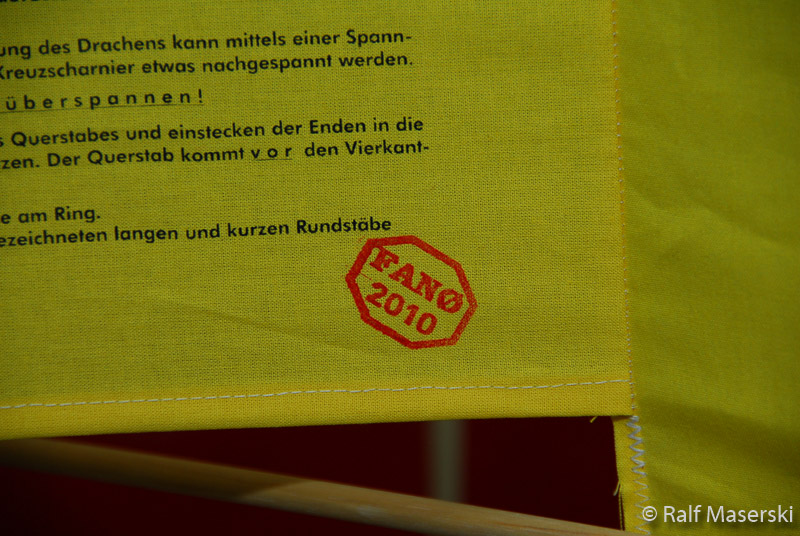 ung des Drachens kann mittels einer Spann-
Kreuzscharnier etwas nachgespannt werden.
überspannen!
s Querstabes und einstecken der Enden in die
zen. Der Querstab kommt vor den Vierkant-
e am Ring.
ezeichneten langen und kurzen Rundstäbe
FANØ
2010
© Ralf Maserski